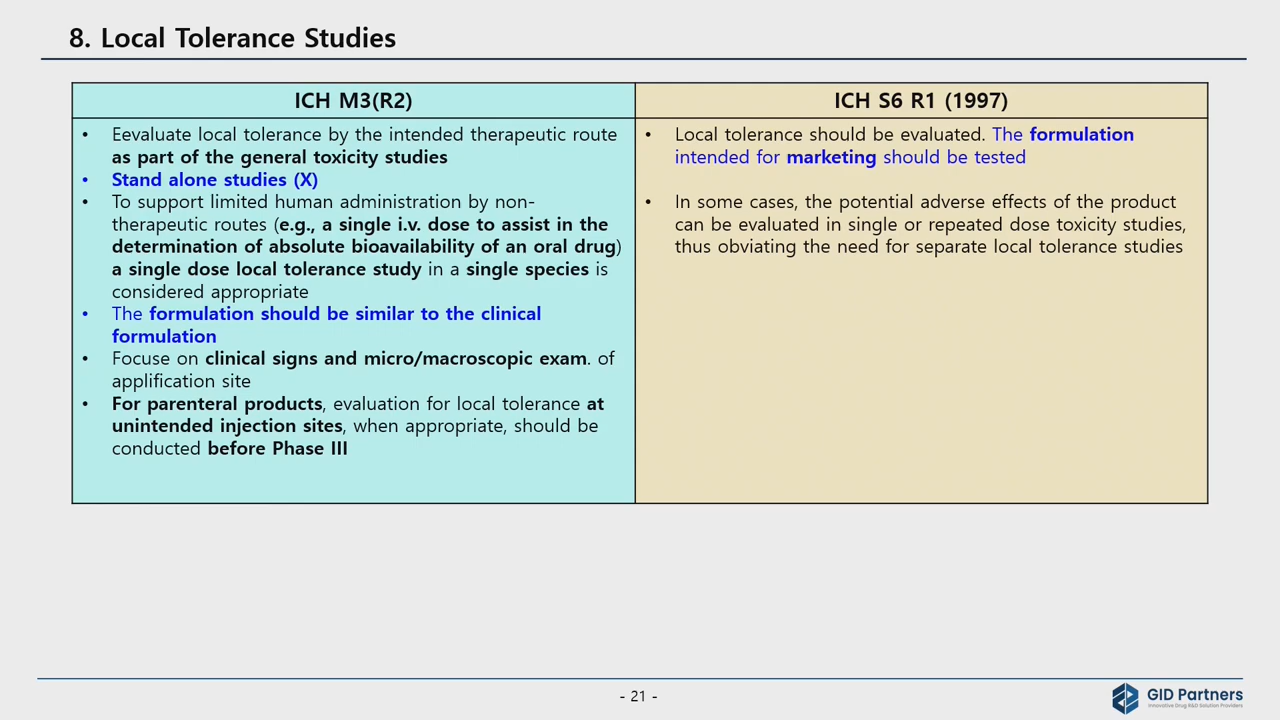 8. Local Tolerance Studies
ICH M3(R2)
• Eevaluate local tolerance by the intended therapeutic route
as part of the general toxicity studies
• Stand alone studies (X)
• To support limited human administration by non-
therapeutic routes (e.g., a single i.v. dose to assist in the
determination of absolute bioavailability of an oral drug)
a single dose local tolerance study in a single species is
considered appropriate
• The formulation should be similar to the clinical
formulation
• Focuse on clinical signs and micro/macroscopic exam. of
applification site
• For parenteral products, evaluation for local tolerance at
unintended injection sites, when appropriate, should be
conducted before Phase III
ICH S6 R1 (1997)
• Local tolerance should be evaluated. The formulation
intended for marketing should be tested
• In some cases, the potential adverse effects of the product
can be evaluated in single or repeated dose toxicity studies,
thus obviating the need for separate local tolerance studies
- 21 -
GID Partners
Innovative Drug R&D Solution Providers